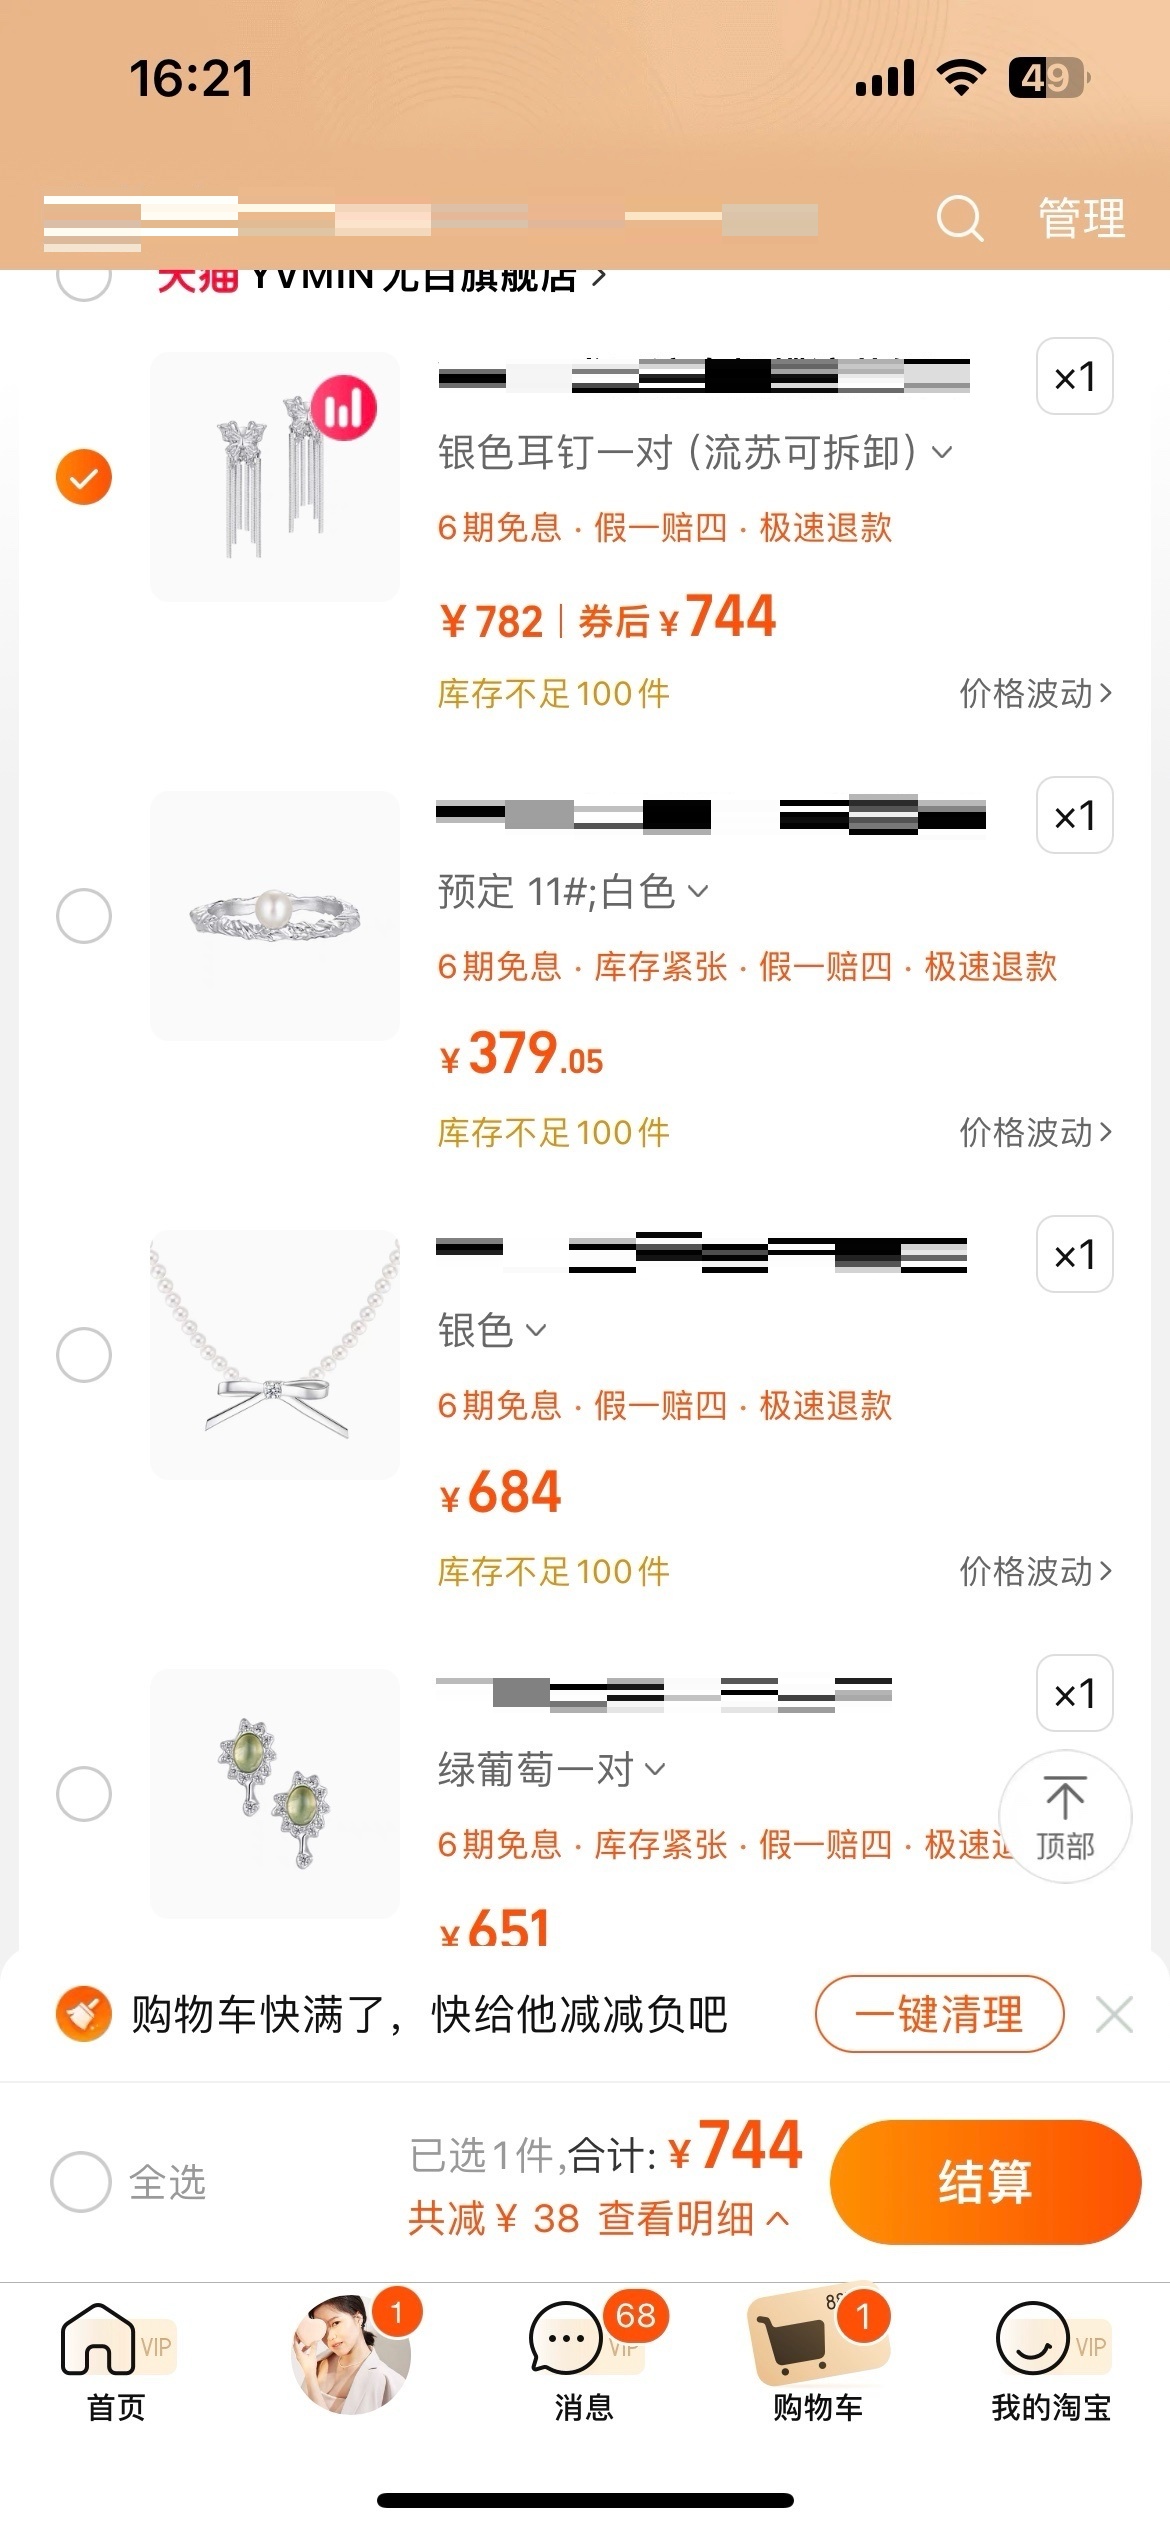 16:21
49
管理
天猫 YVMIN尤目旗舰店 >
×1
银色耳钉一对（流苏可拆卸）
6期免息 · 假一赔四 · 极速退款
￥782 | 券后 ￥744
库存不足100件 价格波动 >
×1
预定 11#;白色
6期免息 · 库存紧张 · 假一赔四 · 极速退款
￥379.05
库存不足100件 价格波动 >
×1
银色
6期免息 · 假一赔四 · 极速退款
￥684
库存不足100件 价格波动 >
×1
绿葡萄一对
6期免息 · 库存紧张 · 假一赔四 · 极速
顶部
￥651
购物车快满了，快给他减减负吧 一键清理
全选 已选1件,合计: ￥744 结算
共减￥ 38 查看明细
VIP 1 68 VIP 1 VIP
首页 消息 购物车 我的淘宝